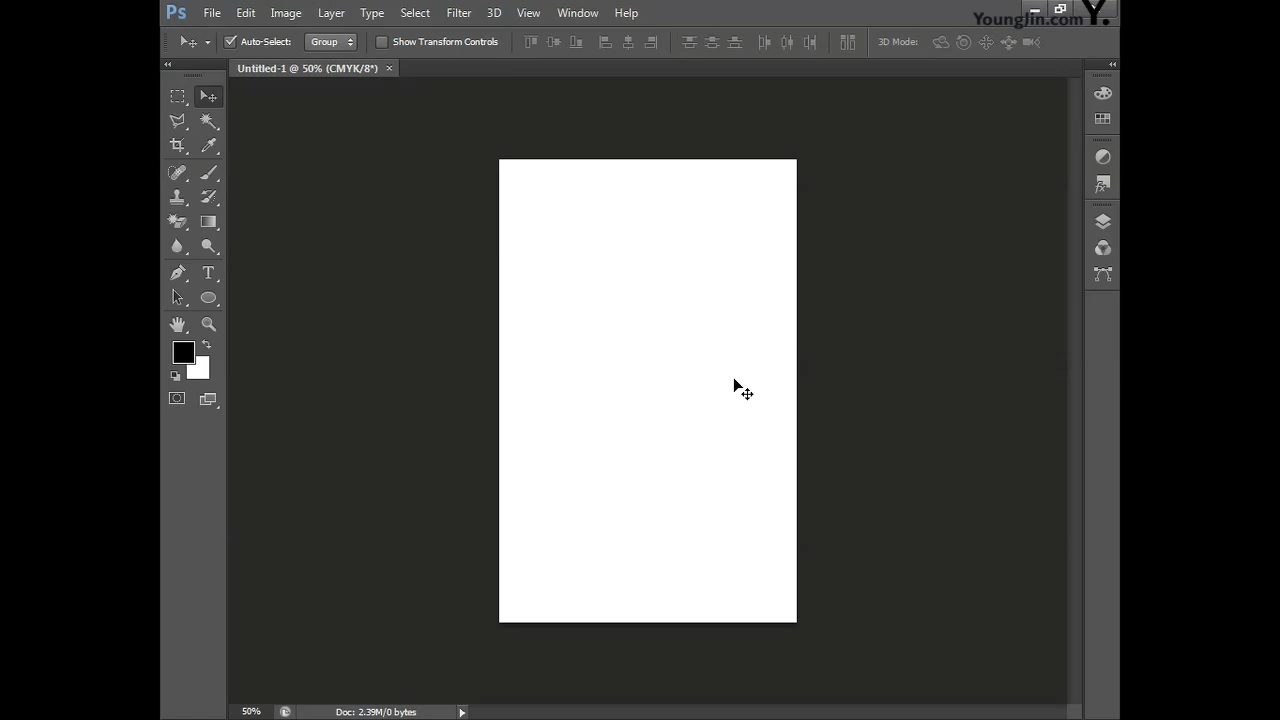 Ps File Edit Image Layer Type Select Filter 3D View Window Help
YoungJin.com Y.
Auto-Select: Group Show Transform Controls 3D Mode:
Untitled-1 @ 50% (CMYK/8*) ×
T
fx
50% Doc: 2.39M/0 bytes